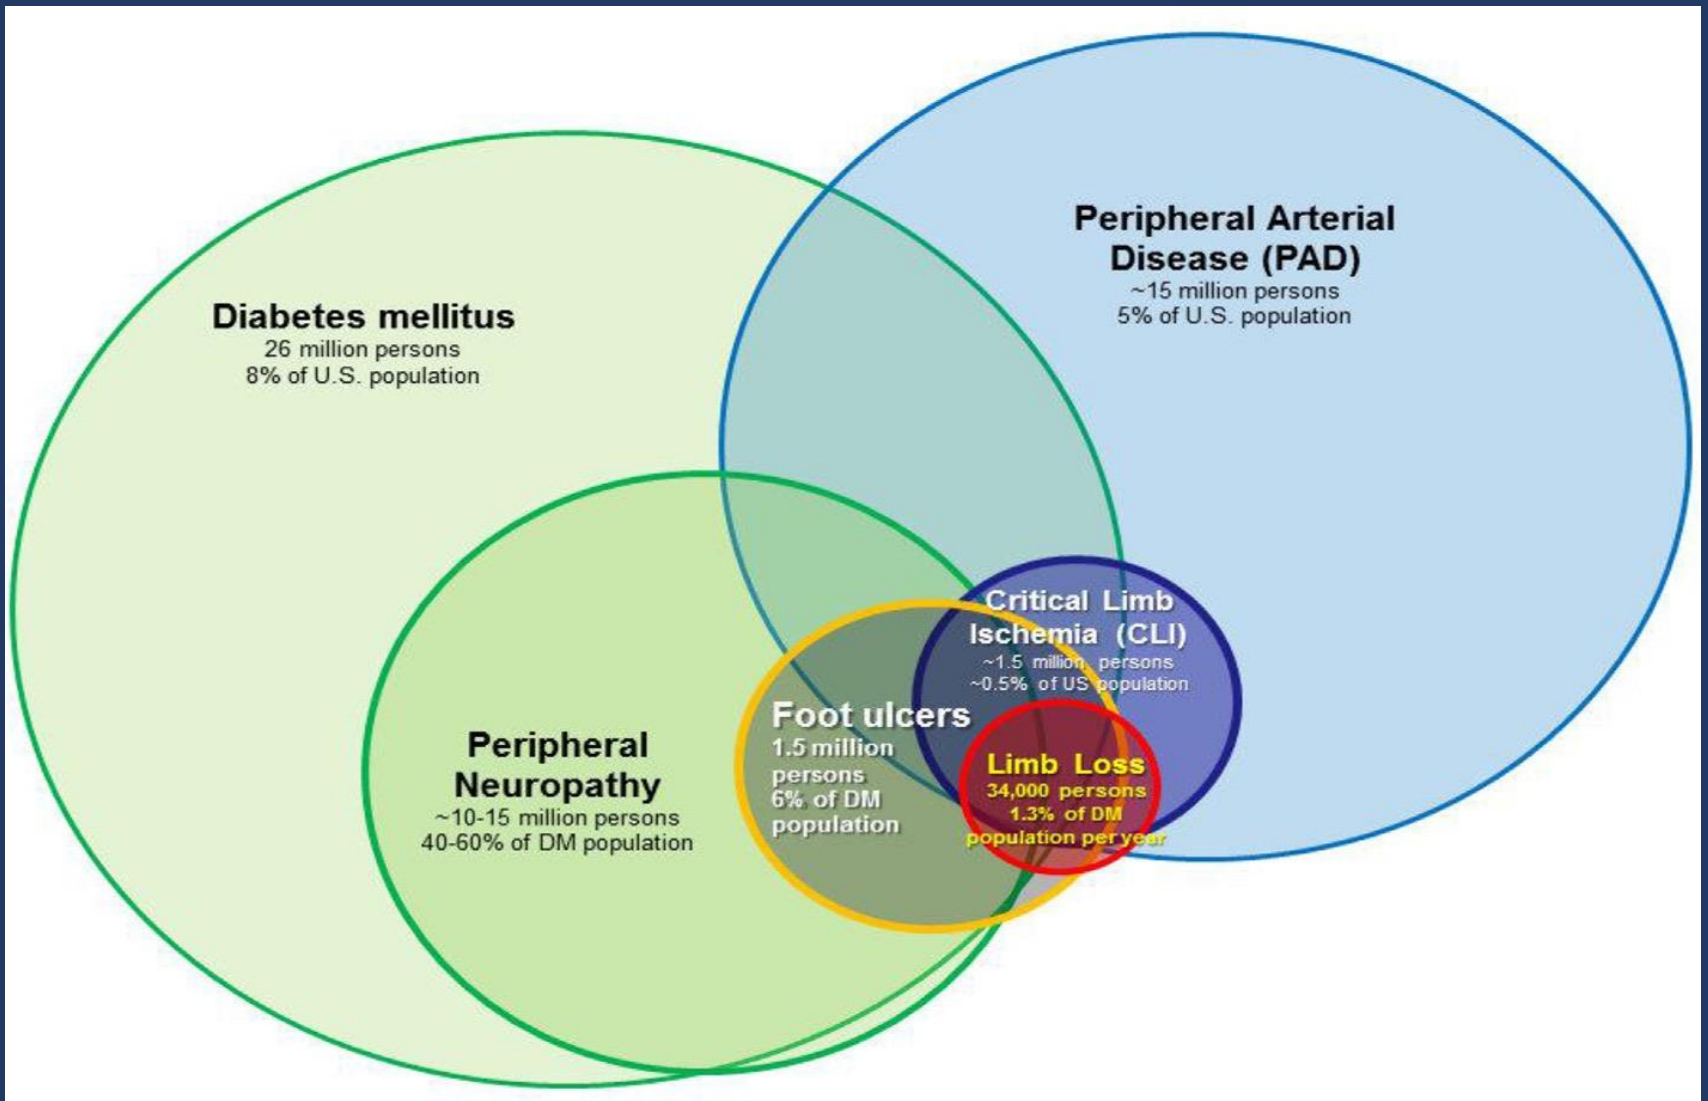 Peripheral Arterial
Disease (PAD)
~15 million persons
5% of U.S. population
Diabetes mellitus
26 million persons
8% of U.S. population
Critical Limb
Ischemia (CLI)
~1.5 million persons
~0.5% of US population
Foot ulcers
1.5 million
persons
6% of DM
population
Peripheral
Neuropathy
~10-15 million persons
40-60% of DM population
Limb Loss
34,000 persons
1.3% of DM
population per year